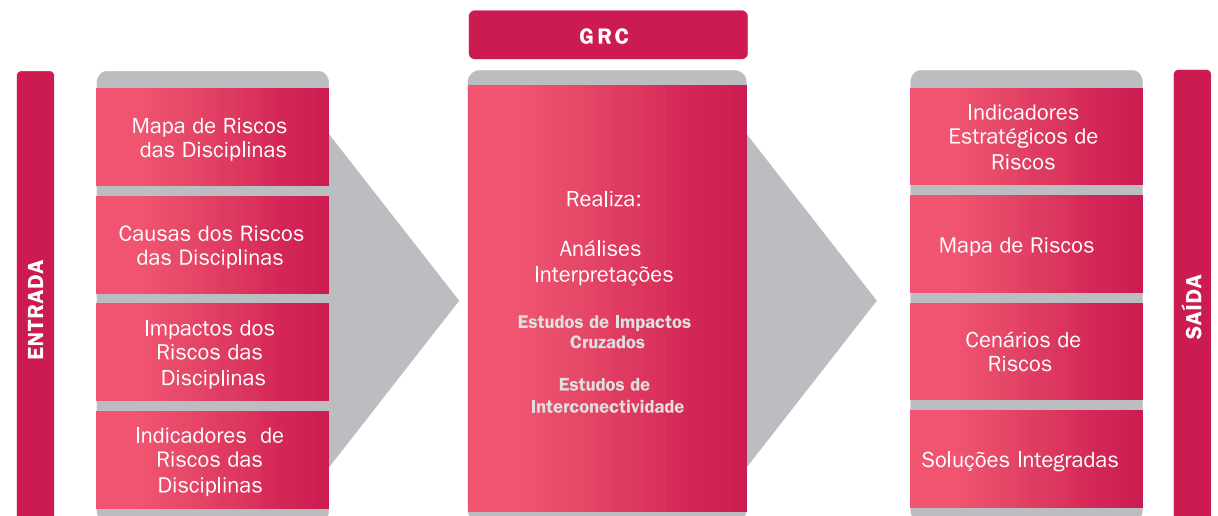 GRC
ENTRADA
Mapa de Riscos
das Disciplinas
Causas dos Riscos
das Disciplinas
Impactos dos
Riscos das
Disciplinas
Indicadores de
Riscos das
Disciplinas
Realiza:
Análises
Interpretações
Estudos de Impactos
Cruzados
Estudos de
Interconectividade
Indicadores
Estratégicos de
Riscos
Mapa de Riscos
Cenários de
Riscos
Soluções Integradas
SAÍDA